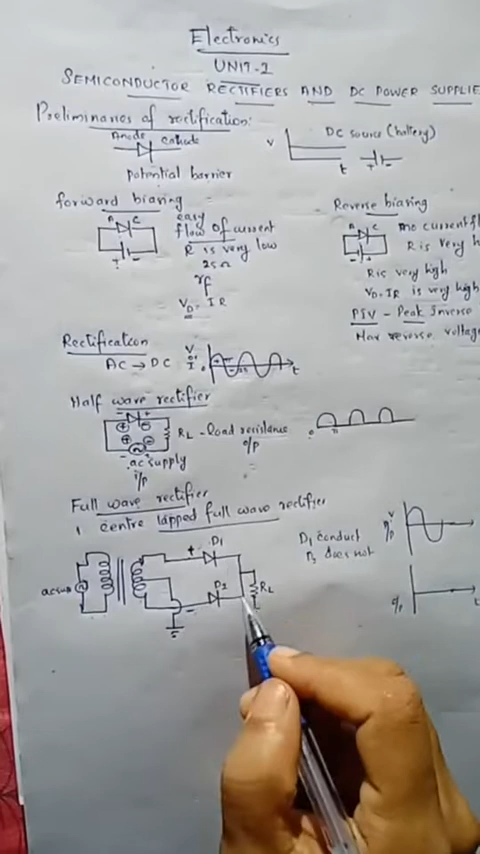 Electronics
UNIT-2
SEMICONDUCTOR RECTIFIERS AND DC POWER SUPPLIE
Preliminaries of rectification:
Anode cathode
potential barrier
V
DC source (battery)
t
+ -
forward biasing
A C
+ -
easy
flow of current
R is very low
25Ω
rf
VD = IR
Reverse biasing
A C
- +
no current fl
R is very h
R is very high
VD = IR is very high
PIV - Peak Inverse
Max reverse voltage
Rectification
AC → DC
V
or
I
t
Half wave rectifier
RL - load resistance
o/p
ac supply
i/p
Full wave rectifier
1, centre tapped full wave rectifier
D1
D2
RL
D1 conduct
D2 does not
V
i/p
o/p
t